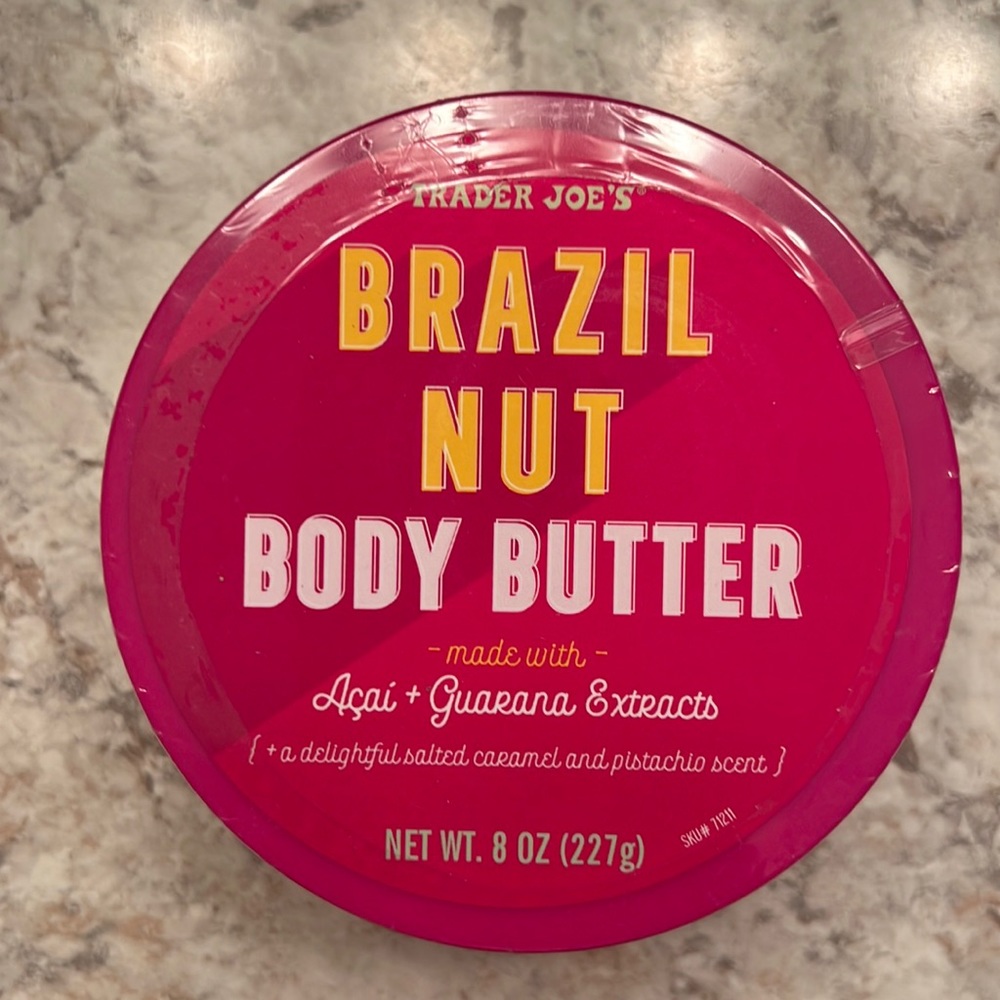 TRADER JOE'S®
BRAZIL
NUT
BODY BUTTER
- made with -
Açaí + Guarana Extracts
{ + a delightful salted caramel and pistachio scent }
SKU# 71211
NET WT. 8 OZ (227g)